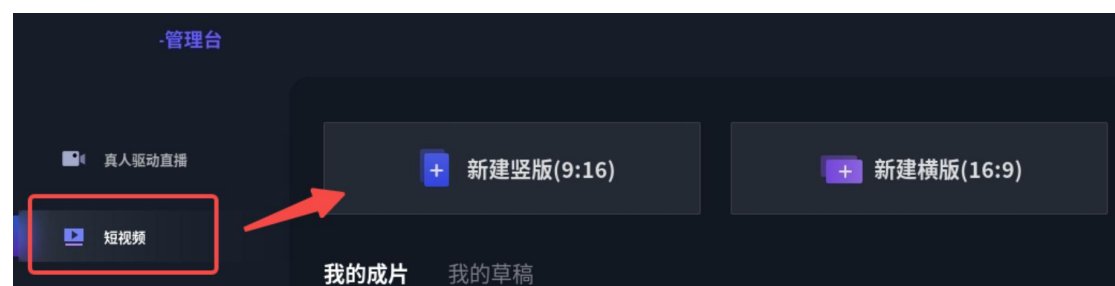 -管理台
真人驱动直播
短视频
新建竖版(9:16)
新建横版(16:9)
我的成片
我的草稿